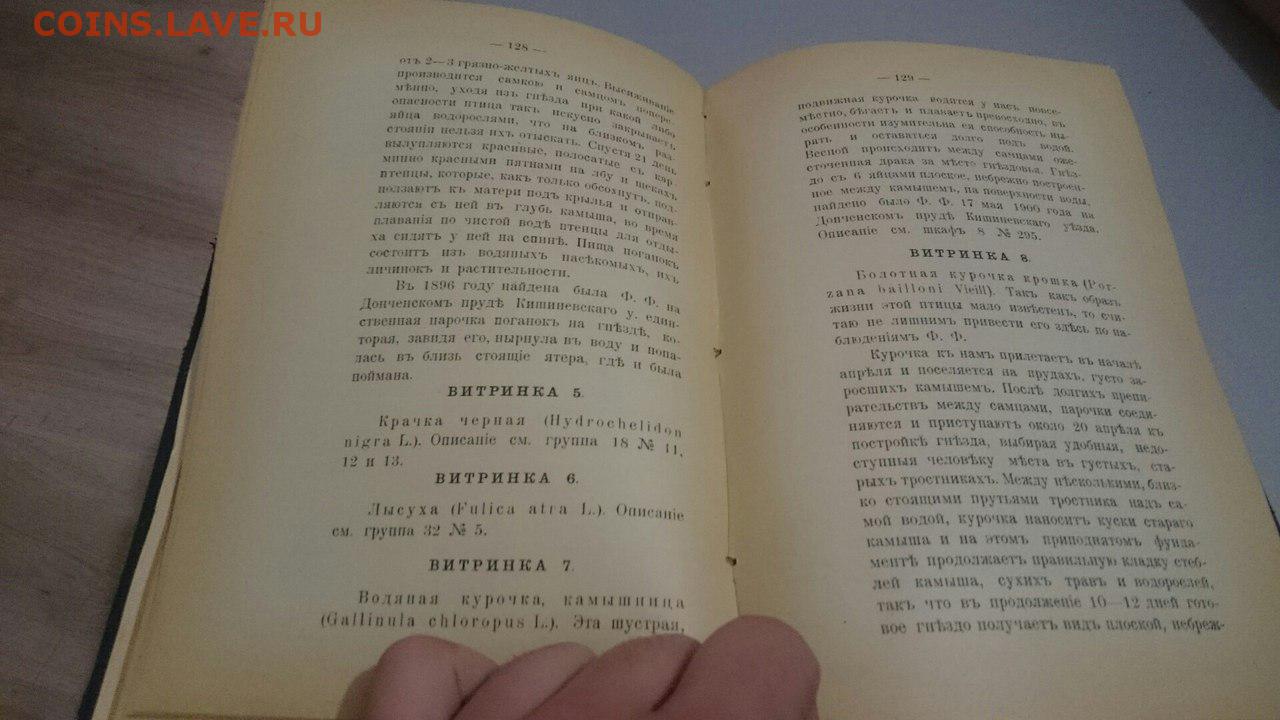 COINS.LAVE.RU
— 128 —
отъ 2—3 грязно-желтыхъ яицъ. Высиживаніе
производится самкою и самцомъ попере-
мѣнно, уходя изъ гнѣзда при какой либо
опасности птица такъ искусно закрываетъ
яйца водорослями, что на близкомъ раз-
стояніи нельзя ихъ отыскать. Спустя 21 день
вылупляются красивые, полосатые съ кар-
минно красными пятнами на лбу и щекахъ
птенцы, которые, какъ только обсохнутъ, под-
ползаютъ къ матери подъ крылья и отправ-
ляются съ ней въ глубь камыша, во время
плаванія по чистой водѣ птенцы для отды-
ха сидятъ у ней на спинѣ. Пища поганокъ
состоитъ изъ водяныхъ насѣкомыхъ, ихъ
личинокъ и растительности.
Въ 1896 году найдена была Ф. Ф. на
Донченскомъ прудѣ Кишиневскаго у. един-
ственная парочка поганокъ на гнѣздѣ, ко-
торая, завидя его, вырнула въ воду и попа-
лась въ близь стоящіе ятера, гдѣ и была
поймана.
ВИТРИНКА 5.
Крачка черная (Hydrochelidon
nigra L.). Описаніе см. группа 18 № 11,
12 и 13.
ВИТРИНКА 6.
Лысуха (Fulica atra L.). Описаніе
см. группа 32 № 5.
ВИТРИНКА 7.
Водяная курочка, камышница
(Gallinula chloropus L.). Эта шустрая,
— 129 —
подвижная курочка водится у насъ повсе-
мѣстно, бѣгаетъ и плаваетъ превосходно, въ
особенности изумительна ея способность ны-
рять и оставаться долго подъ водой.
Весной происходитъ между самцами оже-
сточенная драка за мѣсто гнѣздовья. Гнѣз-
до съ 6 яйцами плоское, небрежно построен-
ное между камышемъ, на поверхности воды,
найдено было Ф. Ф. 17 мая 1900 года на
Донченскомъ прудѣ Кишиневскаго уѣзда.
Описаніе см. шкафъ 8 № 295.
ВИТРИНКА 8.
Болотная курочка крошка (Por-
zana bailloni Vieill). Такъ какъ образъ
жизни этой птицы мало извѣстенъ, то счи-
таю не лишнимъ привести его здѣсь по на-
блюденіямъ Ф. Ф.
Курочка къ намъ прилетаетъ въ началѣ
апрѣля и поселяется на прудахъ, густо за-
росшихъ камышемъ. Послѣ долгихъ препи-
рательствъ между самцами, парочки соеди-
няются и приступаютъ около 20 апрѣля къ
постройкѣ гнѣзда, выбирая удобныя, недо-
ступныя человѣку мѣста въ густыхъ, ста-
рыхъ тростникахъ. Между нѣсколькими, близ-
ко стоящими прутьями тростника надъ са-
мой водой, курочка наноситъ куски стараго
камыша и на этомъ приподнятомъ фунда-
ментѣ продолжаетъ правильную кладку стеб-
лей камыша, сухихъ травъ и водорослей,
такъ что въ продолженіе 10—12 дней гото-
вое гнѣздо получаетъ видъ плоской, небреж-